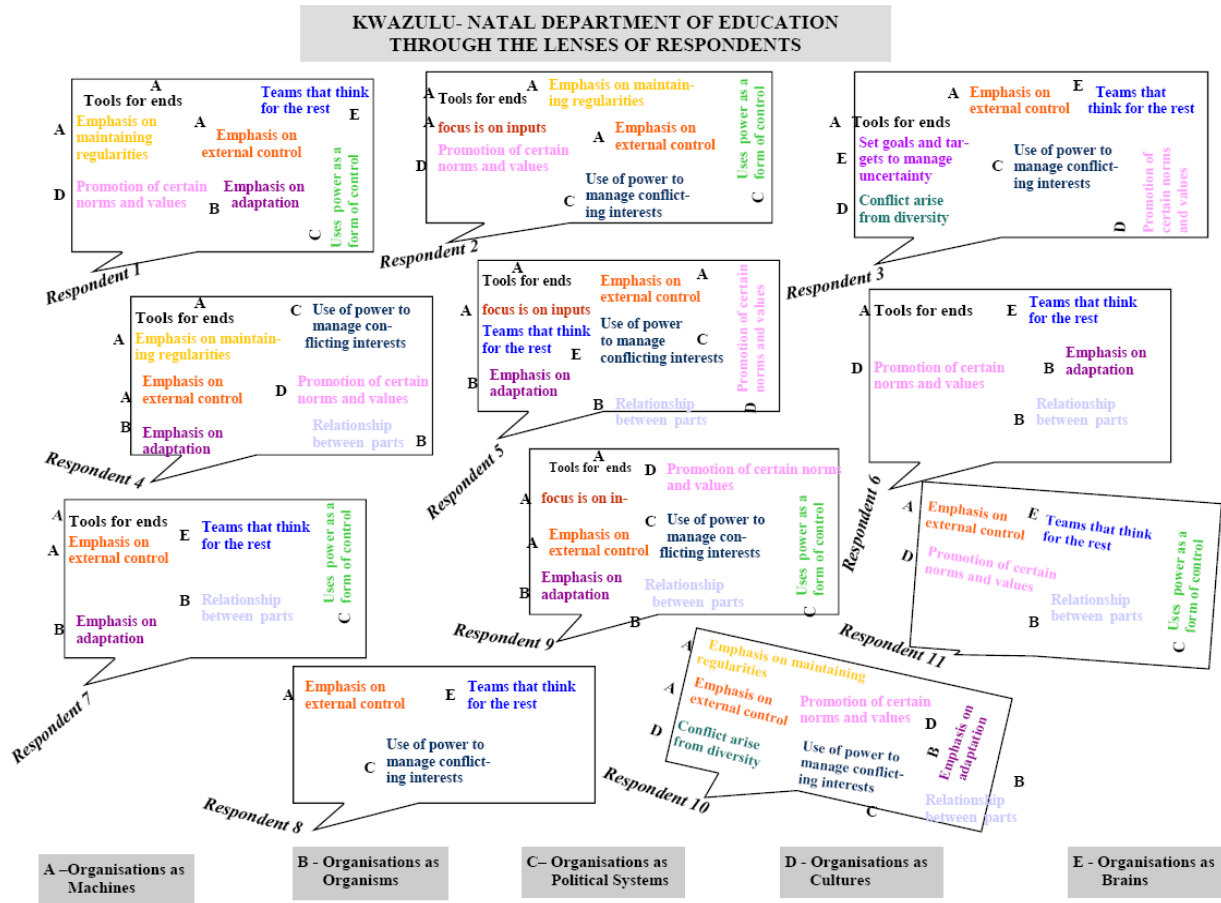 KWAZULU- NATAL DEPARTMENT OF EDUCATION
THROUGH THE LENSES OF RESPONDENTS
A
Tools for ends
Teams that think
for the rest
E
A
Emphasis on
maintaining
regularities
A
Emphasis on
external control
D
Promotion of certain
norms and values
B
Emphasis on
adaptation
C
Uses power as a
form of control
Respondent 1
A
Tools for ends
A
Emphasis on maintain-
ing regularities
A
focus is on inputs
A
Emphasis on
external control
D
Promotion of certain
norms and values
C
Use of power to
manage conflict-
ing interests
Uses power as a
form of control
C
Respondent 2
A
Emphasis on
external control
E
Teams that
think for the rest
A
Tools for ends
E
Set goals and tar-
gets to manage
uncertainty
C
Use of power to
manage conflict-
ing interests
D
Conflict arise
from diversity
D
Promotion of
certain norms
and values
Respondent 3
A
Tools for ends
C
Use of power to
manage con-
flicting interests
A
Emphasis on maintain-
ing regularities
A
Emphasis on
external control
D
Promotion of certain
norms and values
B
Emphasis on
adaptation
Relationship
between parts
B
Respondent 4
A
Tools for ends
Emphasis on
external control
A
A
focus is on inputs
Teams that think
for the rest
E
Use of power
to manage
conflicting interests
C
B
Emphasis on
adaptation
B
Relationship
between parts
Promotion of certain
norms and values
D
Respondent 5
A
Tools for ends
E
Teams that think
for the rest
D
Promotion of certain
norms and values
B
Emphasis on
adaptation
B
Relationship
between parts
Respondent 6
A
Tools for ends
A
Emphasis on
external control
E
Teams that think
for the rest
B
Relationship
between parts
B
Emphasis on
adaptation
Uses power as a
form of control
C
Respondent 7
A
Tools for ends
D
Promotion of certain norms
and values
A
focus is on in-
C
Use of power to
manage con-
flicting interests
A
Emphasis on
external control
B
Emphasis on
adaptation
Relationship
between parts
B
Uses power as a
form of control
C
Respondent 9
A
Emphasis on
external control
E
Teams that think
for the rest
D
Promotion of certain
norms and values
Relationship
between parts
B
Uses power as a
form of control
C
Respondent 11
A
Emphasis on
external control
E
Teams that think
for the rest
C
Use of power to
manage conflict-
ing interests
Respondent 8
A
Emphasis on maintaining
regularities
A
Emphasis on
external control
Promotion of certain
norms and values
D
D
Conflict arise
from diversity
Use of power to
manage conflict-
ing interests
C
B
Emphasis on
adaptation
B
Relationship
between parts
Respondent 10
A –Organisations as
Machines
B - Organisations as
Organisms
C– Organisations as
Political Systems
D - Organisations as
Cultures
E - Organisations as
Brains